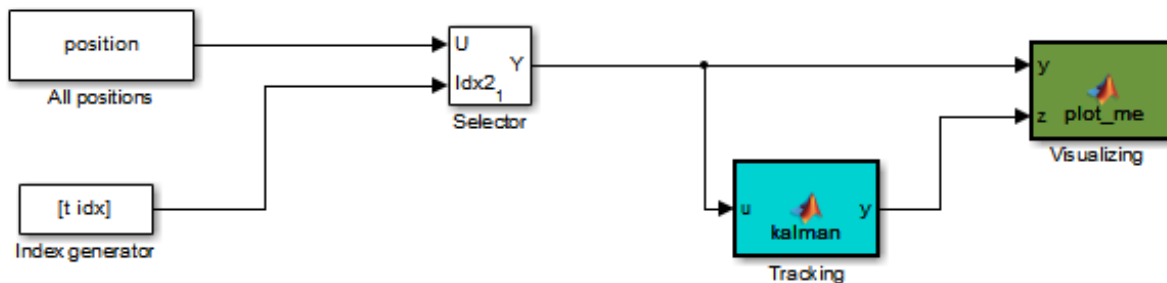 position
All positions
[t idx]
Index generator
U
Y
Idx2
1
Selector
u
y
kalman
Tracking
y
z
plot_me
Visualizing